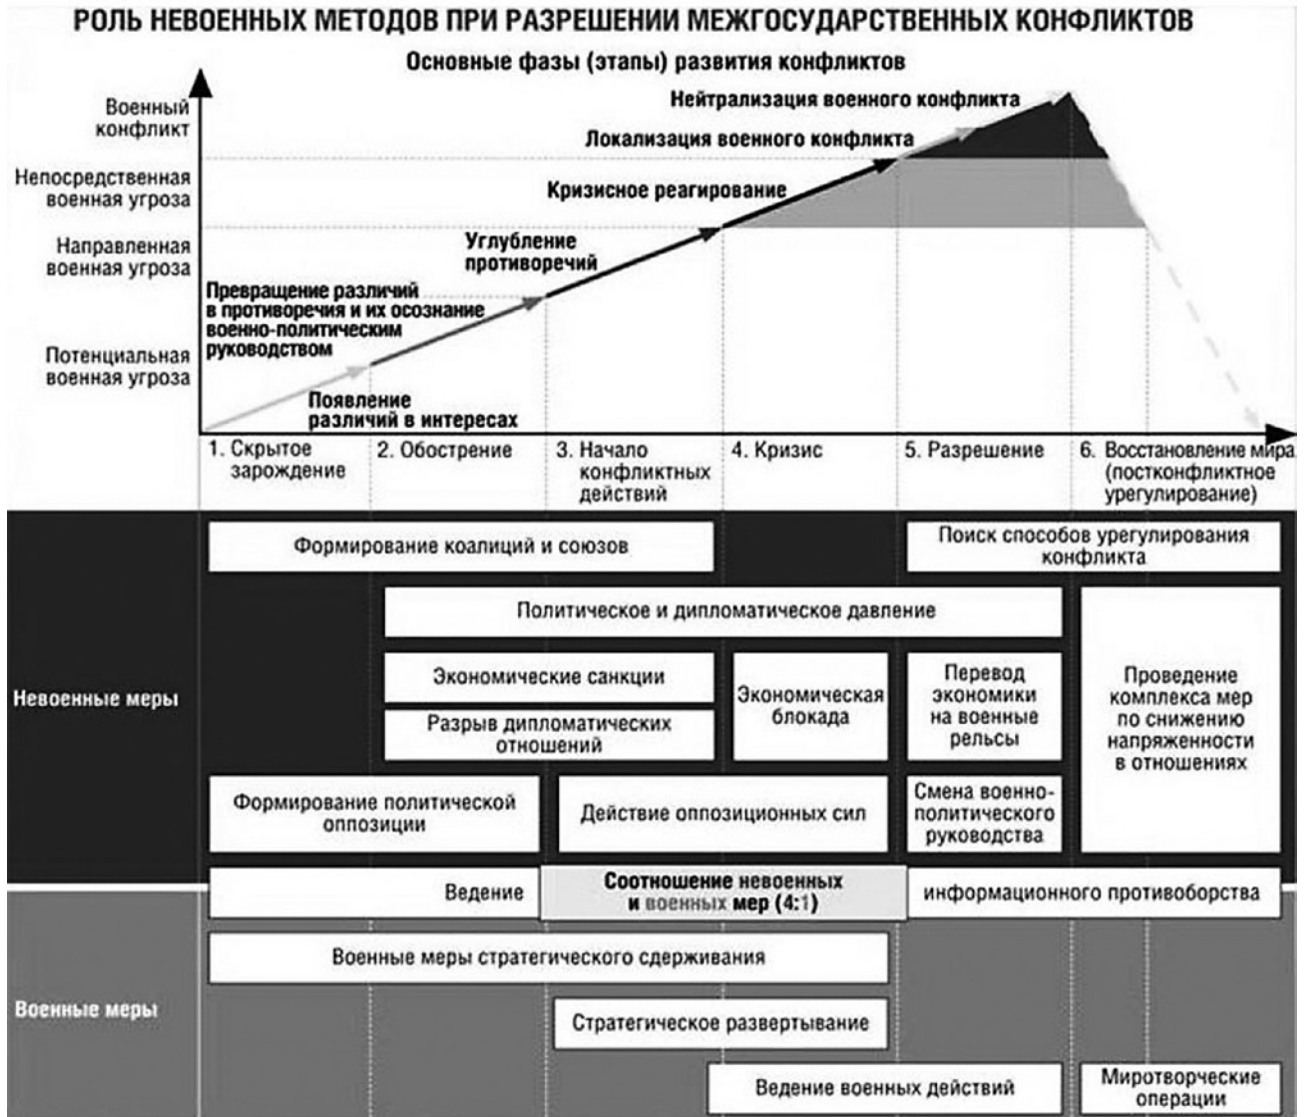 РОЛЬ НЕВОЕННЫХ МЕТОДОВ ПРИ РАЗРЕШЕНИИ МЕЖГОСУДАРСТВЕННЫХ КОНФЛИКТОВ
Основные фазы (этапы) развития конфликтов
Военный
конфликт
Непосредственная
военная угроза
Направленная
военная угроза
Потенциальная
военная угроза
Нейтрализация военного конфликта
Локализация военного конфликта
Кризисное реагирование
Углубление
противоречий
Превращение различий
в противоречия и их осознание
военно-политическим
руководством
Появление
различий в интересах
1. Скрытое
зарождение
2. Обострение
3. Начало
конфликтных
действий
4. Кризис
5. Разрешение
6. Восстановление мира
(постконфликтное
урегулирование)
Невоенные меры
Формирование коалиций и союзов
Поиск способов урегулирования
конфликта
Политическое и дипломатическое давление
Экономические санкции
Разрыв дипломатических
отношений
Экономическая
блокада
Перевод
экономики
на военные
рельсы
Проведение
комплекса мер
по снижению
напряженности
в отношениях
Формирование политической
оппозиции
Действие оппозиционных сил
Смена военно-
политического
руководства
Ведение
Соотношение невоенных
и военных мер (4:1)
информационного противоборства
Военные меры
Военные меры стратегического сдерживания
Стратегическое развертывание
Ведение военных действий
Миротворческие
операции